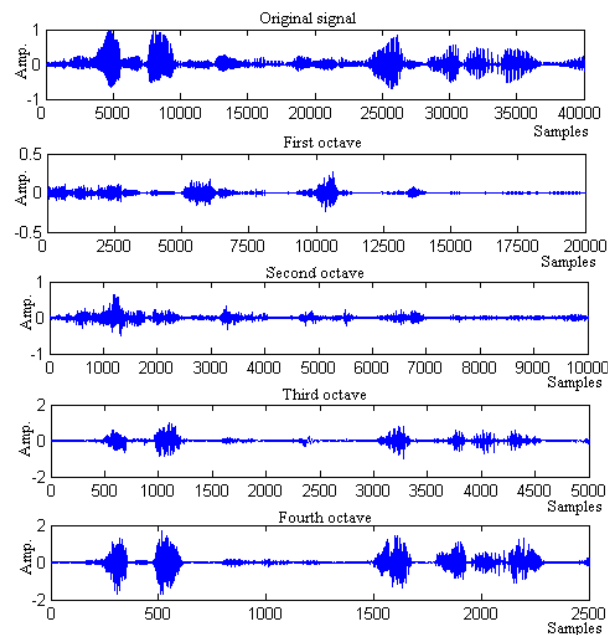 Original signal
Amp.
1
0
-1
0 5000 10000 15000 20000 25000 30000 35000 40000
Samples
First octave
Amp.
0.5
0
-0.5
0 2500 5000 7500 10000 12500 15000 17500 20000
Samples
Second octave
Amp.
1
0
-1
0 1000 2000 3000 4000 5000 6000 7000 8000 9000 10000
Samples
Third octave
Amp.
2
0
-2
0 500 1000 1500 2000 2500 3000 3500 4000 4500 5000
Samples
Fourth octave
Amp.
2
0
-2
0 500 1000 1500 2000 2500
Samples